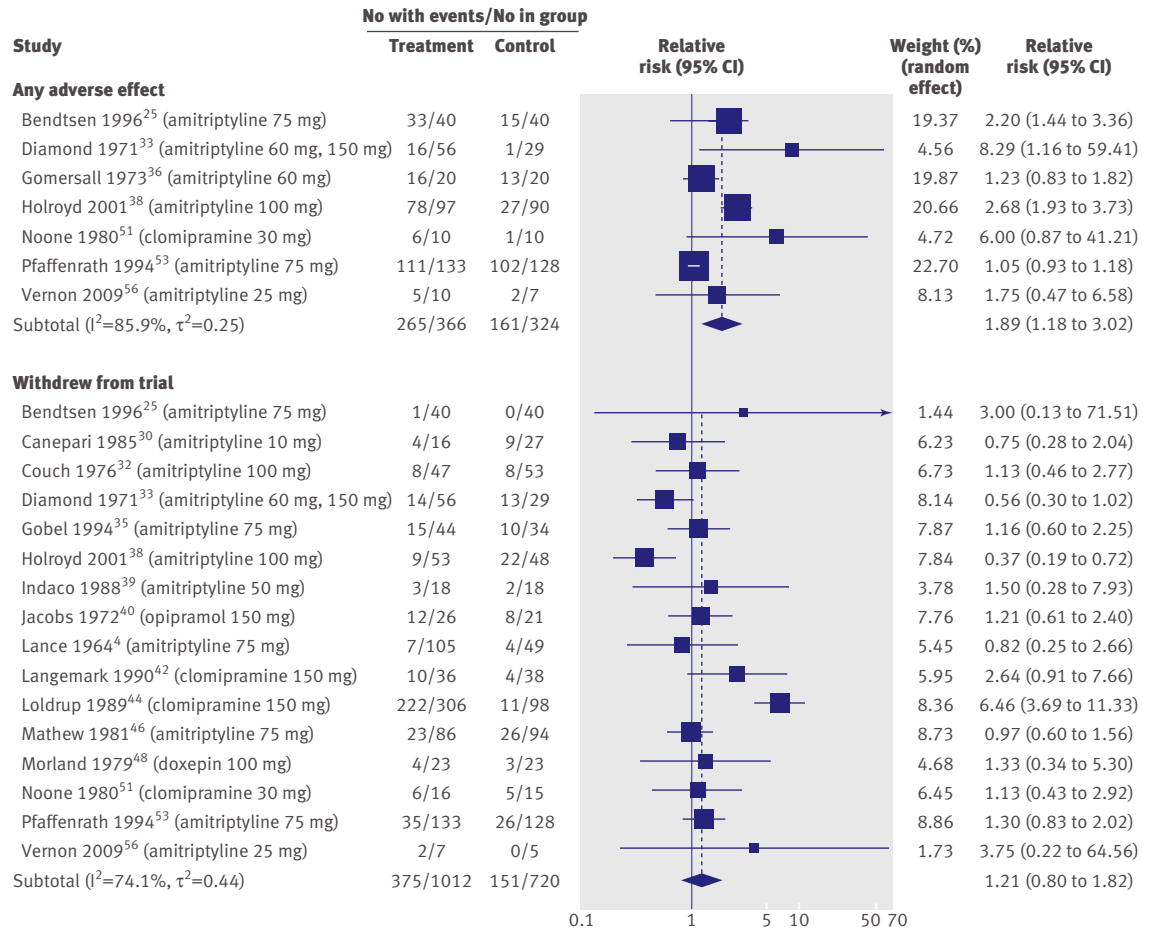 No with events/No in group
Study Treatment Control Relative risk (95% CI) Weight (%) (random effect) Relative risk (95% CI)
Any adverse effect
Bendtsen 1996²⁵ (amitriptyline 75 mg) 33/40 15/40 19.37 2.20 (1.44 to 3.36)
Diamond 1971³³ (amitriptyline 60 mg, 150 mg) 16/56 1/29 4.56 8.29 (1.16 to 59.41)
Gomersall 1973³⁶ (amitriptyline 60 mg) 16/20 13/20 19.87 1.23 (0.83 to 1.82)
Holroyd 2001³⁸ (amitriptyline 100 mg) 78/97 27/90 20.66 2.68 (1.93 to 3.73)
Noone 1980⁵¹ (clomipramine 30 mg) 6/10 1/10 4.72 6.00 (0.87 to 41.21)
Pfaffenrath 1994⁵³ (amitriptyline 75 mg) 111/133 102/128 22.70 1.05 (0.93 to 1.18)
Vernon 2009⁵⁶ (amitriptyline 25 mg) 5/10 2/7 8.13 1.75 (0.47 to 6.58)
Subtotal (I²=85.9%, τ²=0.25) 265/366 161/324 1.89 (1.18 to 3.02)
Withdrew from trial
Bendtsen 1996²⁵ (amitriptyline 75 mg) 1/40 0/40 1.44 3.00 (0.13 to 71.51)
Canepari 1985³⁰ (amitriptyline 10 mg) 4/16 9/27 6.23 0.75 (0.28 to 2.04)
Couch 1976³² (amitriptyline 100 mg) 8/47 8/53 6.73 1.13 (0.46 to 2.77)
Diamond 1971³³ (amitriptyline 60 mg, 150 mg) 14/56 13/29 8.14 0.56 (0.30 to 1.02)
Gobel 1994³⁵ (amitriptyline 75 mg) 15/44 10/34 7.87 1.16 (0.60 to 2.25)
Holroyd 2001³⁸ (amitriptyline 100 mg) 9/53 22/48 7.84 0.37 (0.19 to 0.72)
Indaco 1988³⁹ (amitriptyline 50 mg) 3/18 2/18 3.78 1.50 (0.28 to 7.93)
Jacobs 1972⁴⁰ (opipramol 150 mg) 12/26 8/21 7.76 1.21 (0.61 to 2.40)
Lance 1964⁴ (amitriptyline 75 mg) 7/105 4/49 5.45 0.82 (0.25 to 2.66)
Langemark 1990⁴² (clomipramine 150 mg) 10/36 4/38 5.95 2.64 (0.91 to 7.66)
Loldrup 1989⁴⁴ (clomipramine 150 mg) 222/306 11/98 8.36 6.46 (3.69 to 11.33)
Mathew 1981⁴⁶ (amitriptyline 75 mg) 23/86 26/94 8.73 0.97 (0.60 to 1.56)
Morland 1979⁴⁸ (doxepin 100 mg) 4/23 3/23 4.68 1.33 (0.34 to 5.30)
Noone 1980⁵¹ (clomipramine 30 mg) 6/16 5/15 6.45 1.13 (0.43 to 2.92)
Pfaffenrath 1994⁵³ (amitriptyline 75 mg) 35/133 26/128 8.86 1.30 (0.83 to 2.02)
Vernon 2009⁵⁶ (amitriptyline 25 mg) 2/7 0/5 1.73 3.75 (0.22 to 64.56)
Subtotal (I²=74.1%, τ²=0.44) 375/1012 151/720 1.21 (0.80 to 1.82)
0.1 1 5 10 50 70